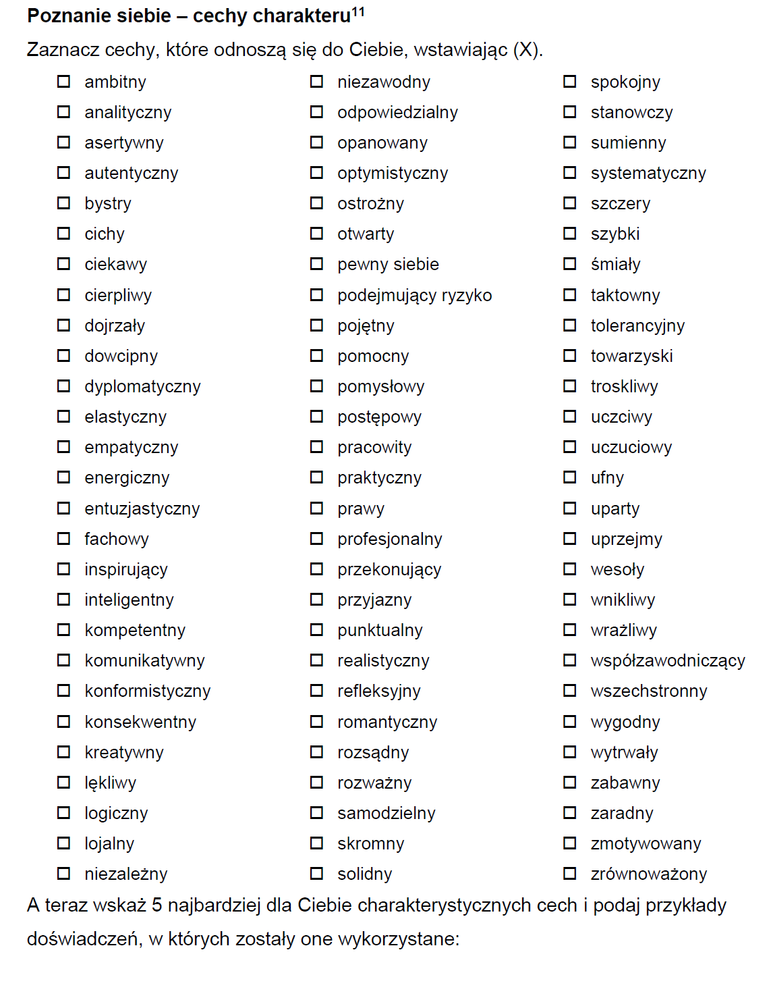 Poznanie siebie – cechy charakteru¹¹
Zaznacz cechy, które odnoszą się do Ciebie, wstawiając (X).
ambitny
analityczny
asertywny
autentyczny
bystry
cichy
ciekawy
cierpliwy
dojrzały
dowcipny
dyplomatyczny
elastyczny
empatyczny
energiczny
entuzjastyczny
fachowy
inspirujący
inteligentny
kompetentny
komunikatywny
konformistyczny
konsekwentny
kreatywny
lękliwy
logiczny
lojalny
niezależny
niezawodny
odpowiedzialny
opanowany
optymistyczny
ostrożny
otwarty
pewny siebie
podejmujący ryzyko
pojętny
pomocny
pomysłowy
postępowy
pracowity
praktyczny
prawy
profesjonalny
przekonujący
przyjazny
punktualny
realistyczny
refleksyjny
romantyczny
rozsądny
rozważny
samodzielny
skromny
solidny
spokojny
stanowczy
sumienny
systematyczny
szczery
szybki
śmiały
taktowny
tolerancyjny
towarzyski
troskliwy
uczciwy
uczuciowy
ufny
uparty
uprzejmy
wesoły
wnikliwy
wrażliwy
współzawodniczący
wszechstronny
wygodny
wytrwały
zabawny
zaradny
zmotywowany
zrównoważony
A teraz wskaż 5 najbardziej dla Ciebie charakterystycznych cech i podaj przykłady
doświadczeń, w których zostały one wykorzystane: